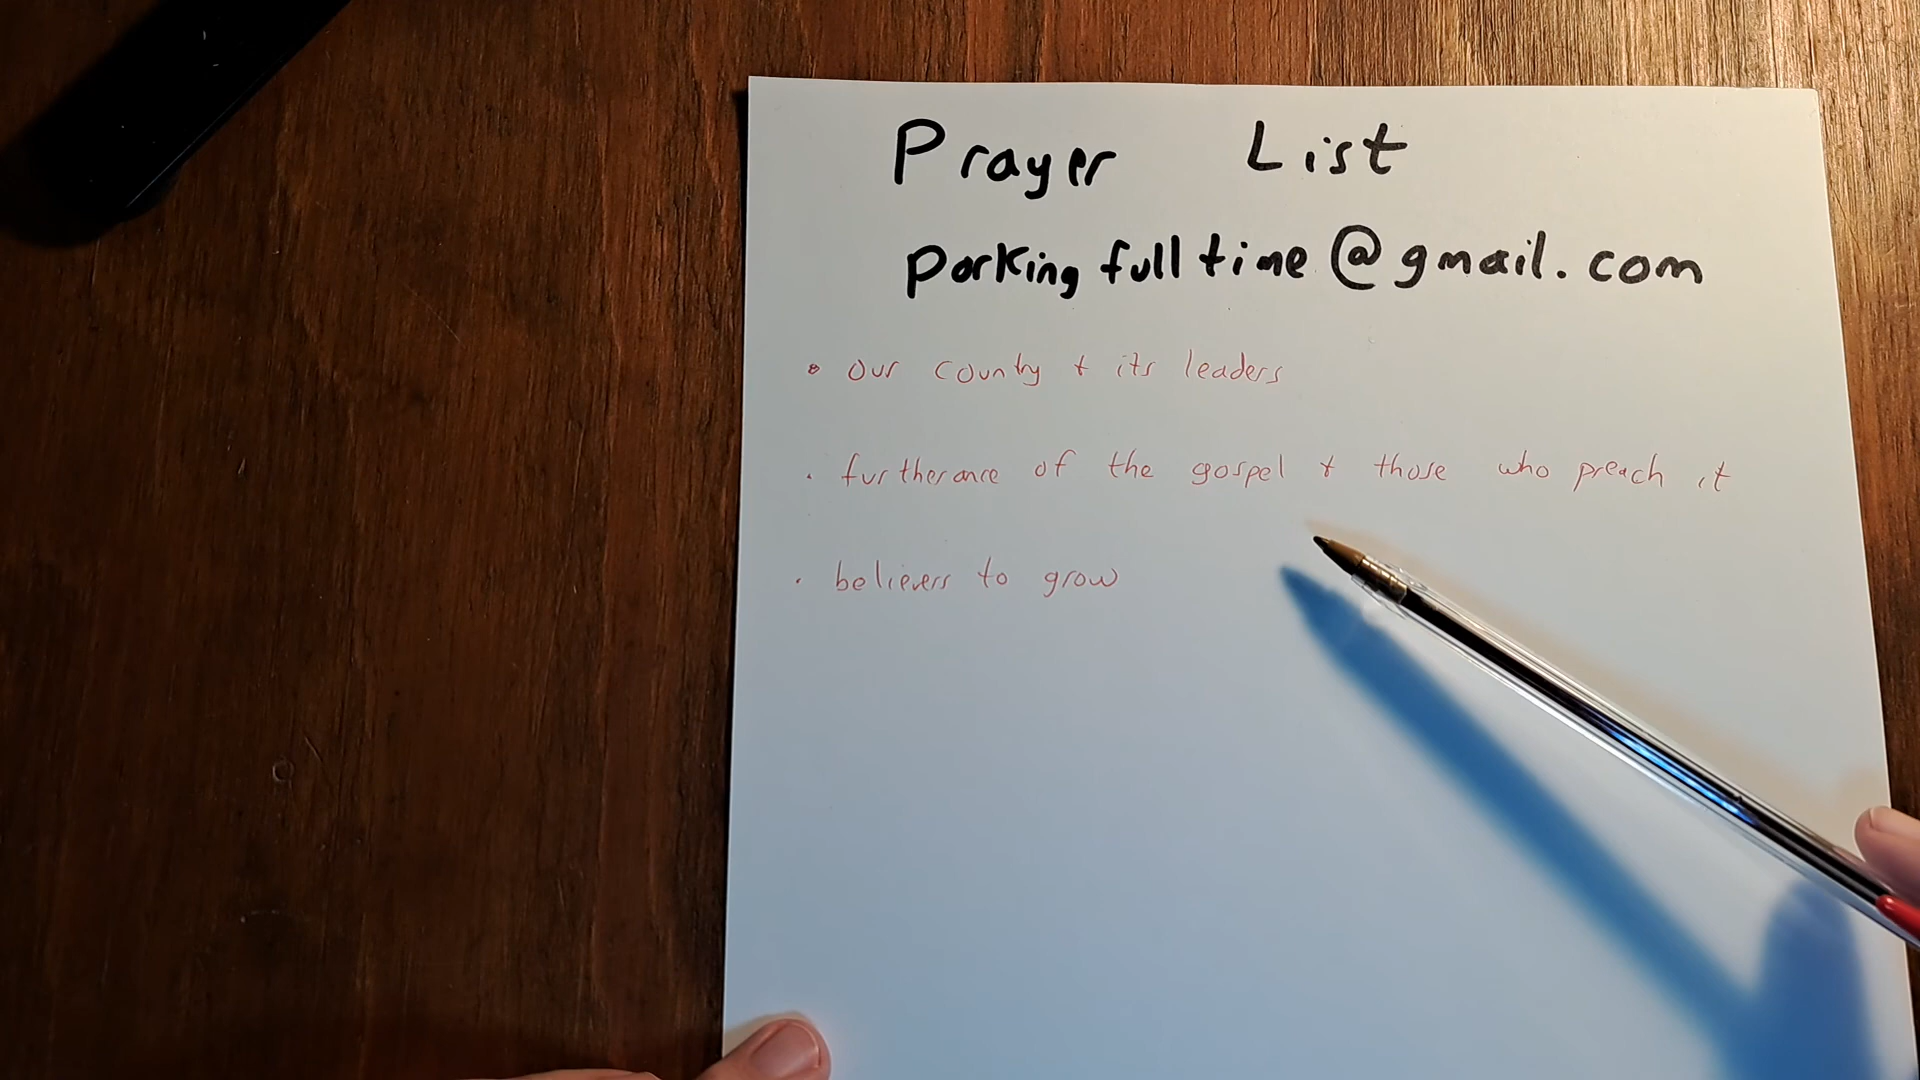 Prayer List
parkingfulltime@gmail.com
• our country + its leaders
• furtherance of the gospel + those who preach it
• believers to grow